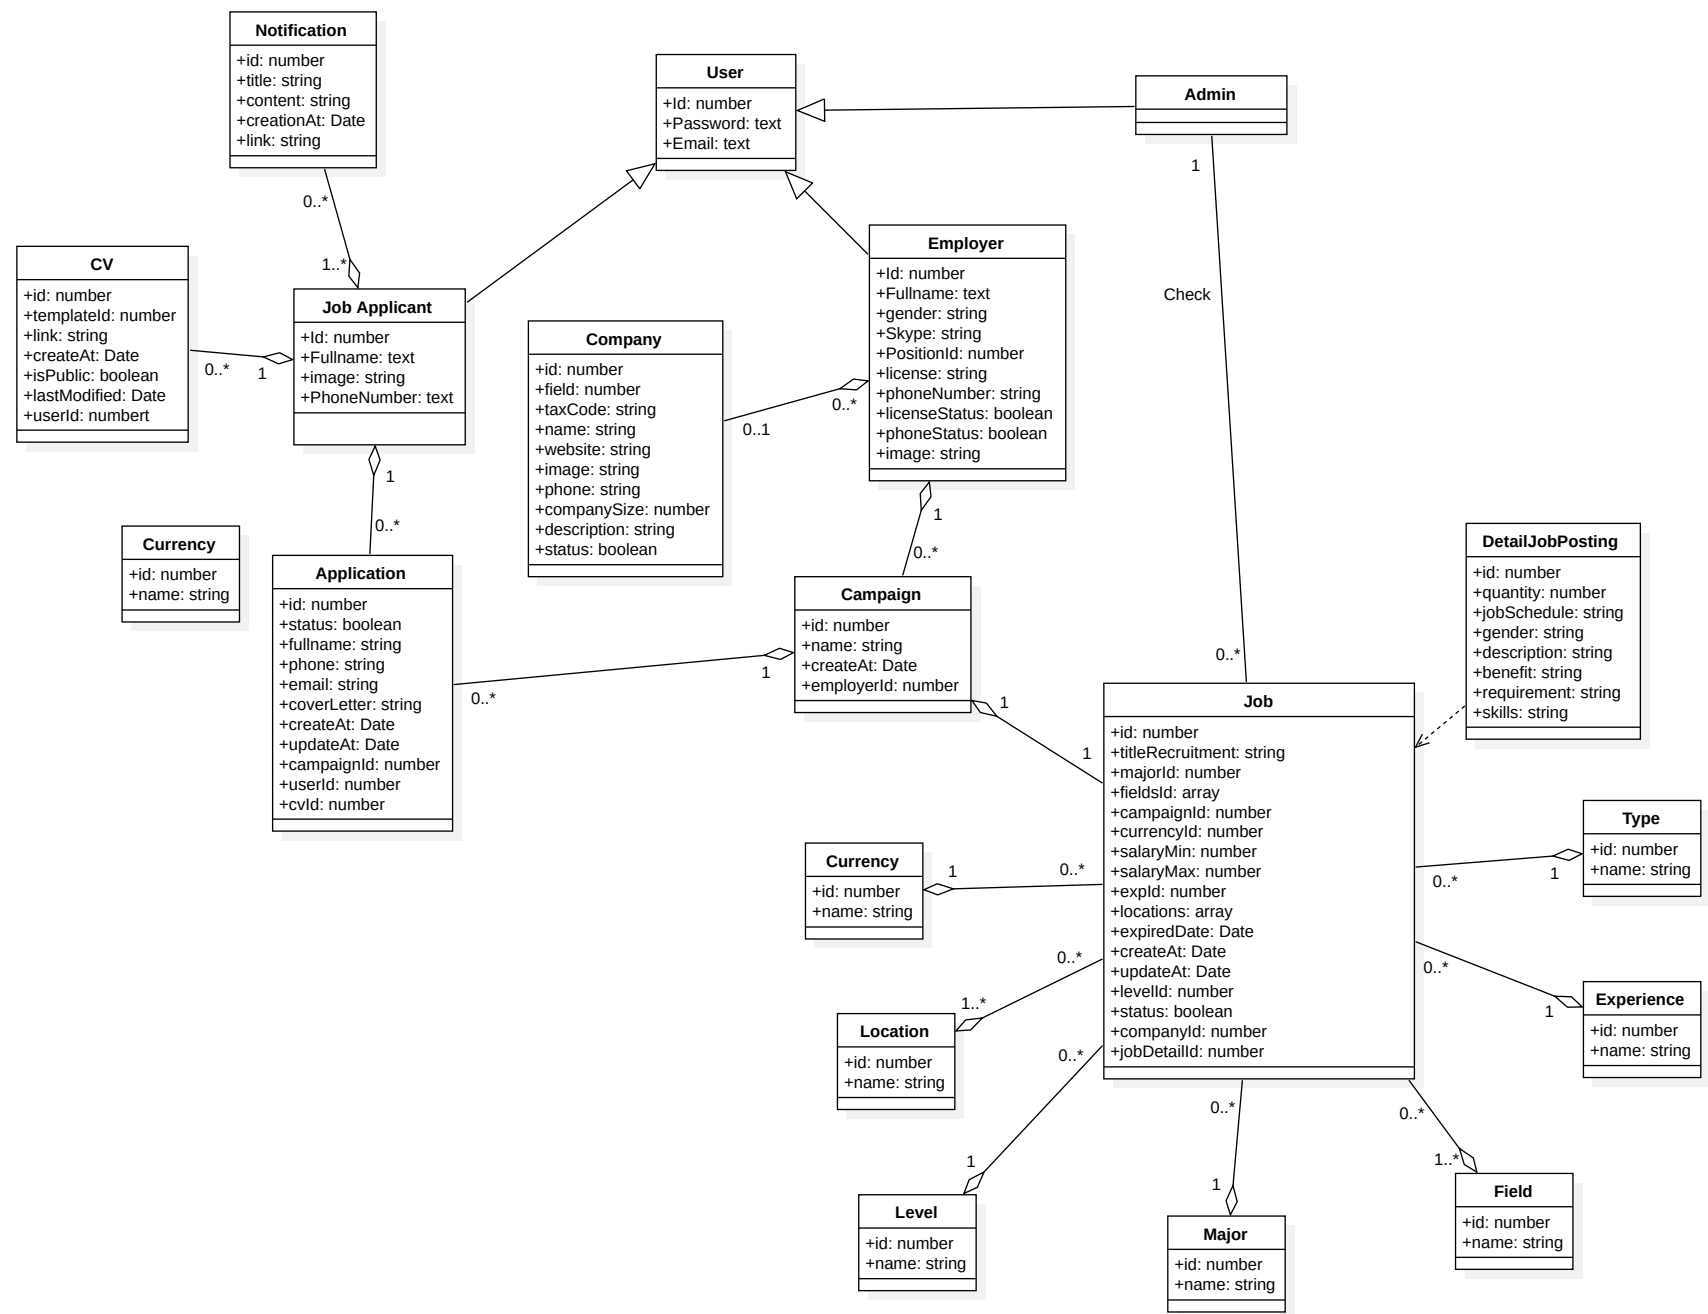 Notification
+id: number
+title: string
+content: string
+creationAt: Date
+link: string
User
+Id: number
+Password: text
+Email: text
Admin
1
Check
0..*
0..*
1..*
CV
+id: number
+templateId: number
+link: string
+createAt: Date
+isPublic: boolean
+lastModified: Date
+userId: numbert
0..*
1
Job Applicant
+Id: number
+Fullname: text
+image: string
+PhoneNumber: text
1
0..*
Company
+id: number
+field: number
+taxCode: string
+name: string
+website: string
+image: string
+phone: string
+companySize: number
+description: string
+status: boolean
0..1
0..*
Employer
+Id: number
+Fullname: text
+gender: string
+Skype: string
+PositionId: number
+license: string
+phoneNumber: string
+licenseStatus: boolean
+phoneStatus: boolean
+image: string
1
0..*
Currency
+id: number
+name: string
Application
+id: number
+status: boolean
+fullname: string
+phone: string
+email: string
+coverLetter: string
+createAt: Date
+updateAt: Date
+campaignId: number
+userId: number
+cvId: number
0..*
1
Campaign
+id: number
+name: string
+createAt: Date
+employerId: number
1
1
DetailJobPosting
+id: number
+quantity: number
+jobSchedule: string
+gender: string
+description: string
+benefit: string
+requirement: string
+skills: string
Job
+id: number
+titleRecruitment: string
+majorId: number
+fieldsId: array
+campaignId: number
+currencyId: number
+salaryMin: number
+salaryMax: number
+expId: number
+locations: array
+expiredDate: Date
+createAt: Date
+updateAt: Date
+levelId: number
+status: boolean
+companyId: number
+jobDetailId: number
Type
+id: number
+name: string
0..*
1
Currency
+id: number
+name: string
1
0..*
Experience
+id: number
+name: string
0..*
1
Location
+id: number
+name: string
1..*
0..*
Level
+id: number
+name: string
1
0..*
Major
+id: number
+name: string
0..*
1
Field
+id: number
+name: string
0..*
1..*